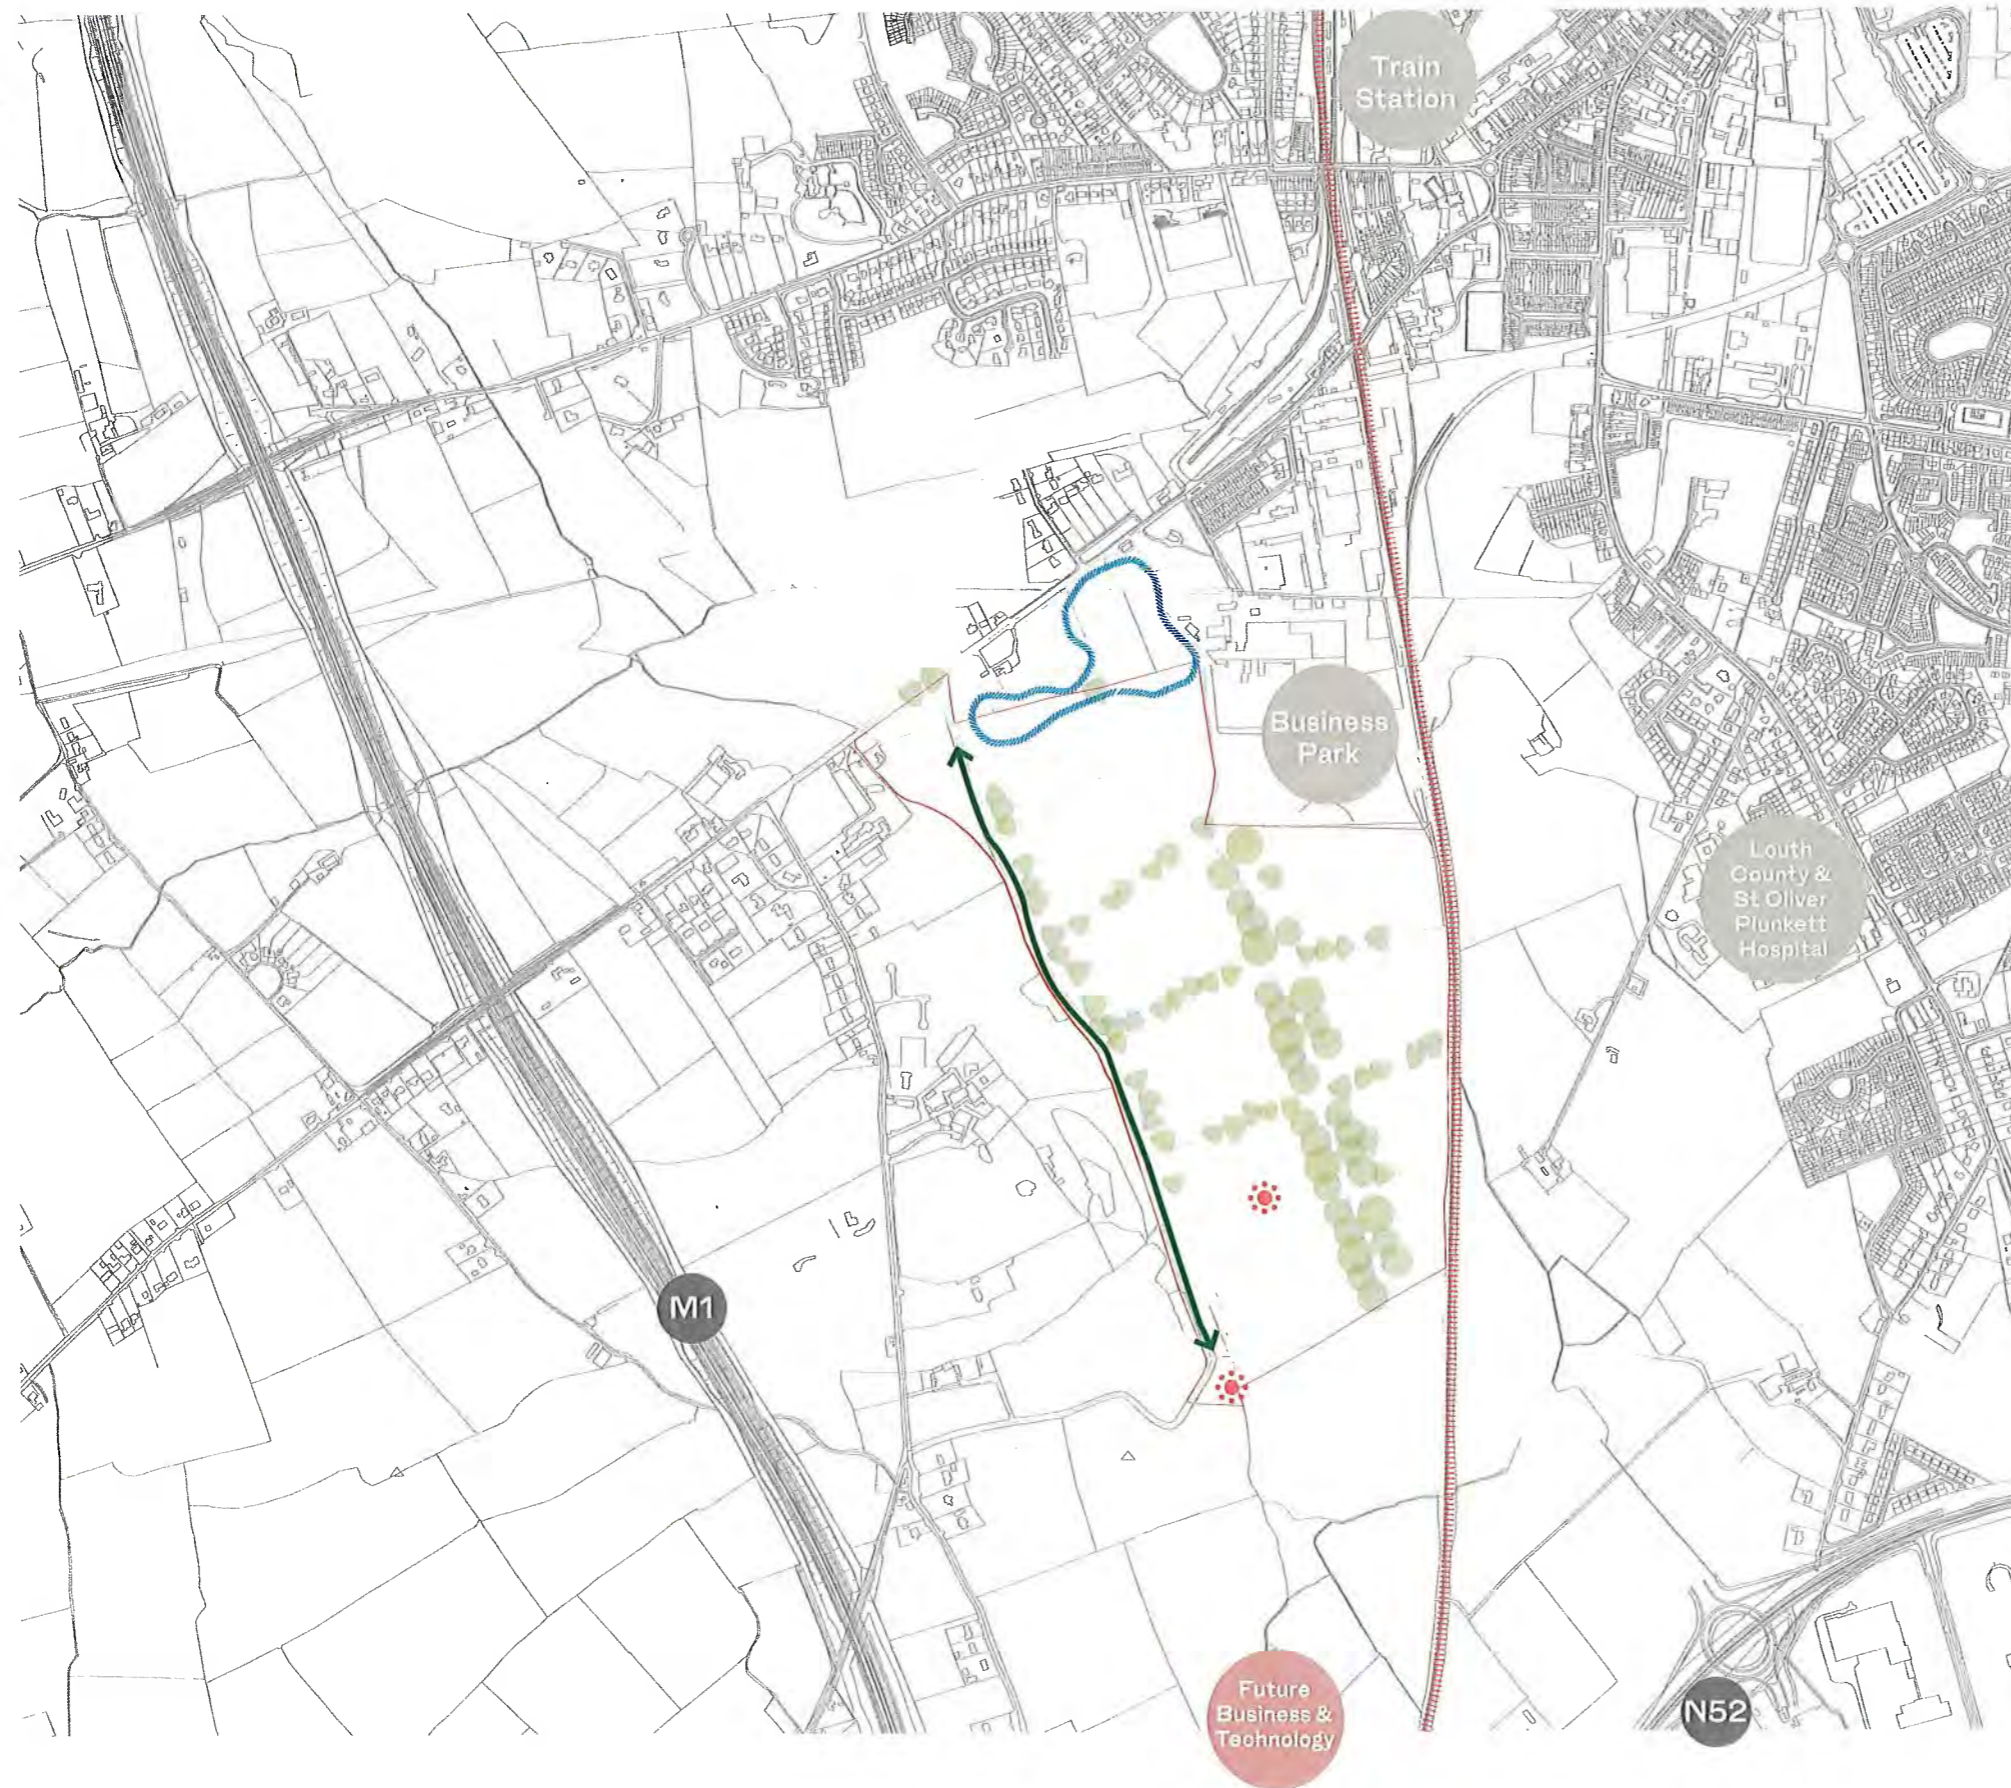 Train
Station
Business
Park
Louth
County &
St Oliver
Plunkett
Hospital
M1
Future
Business &
Technology
N52